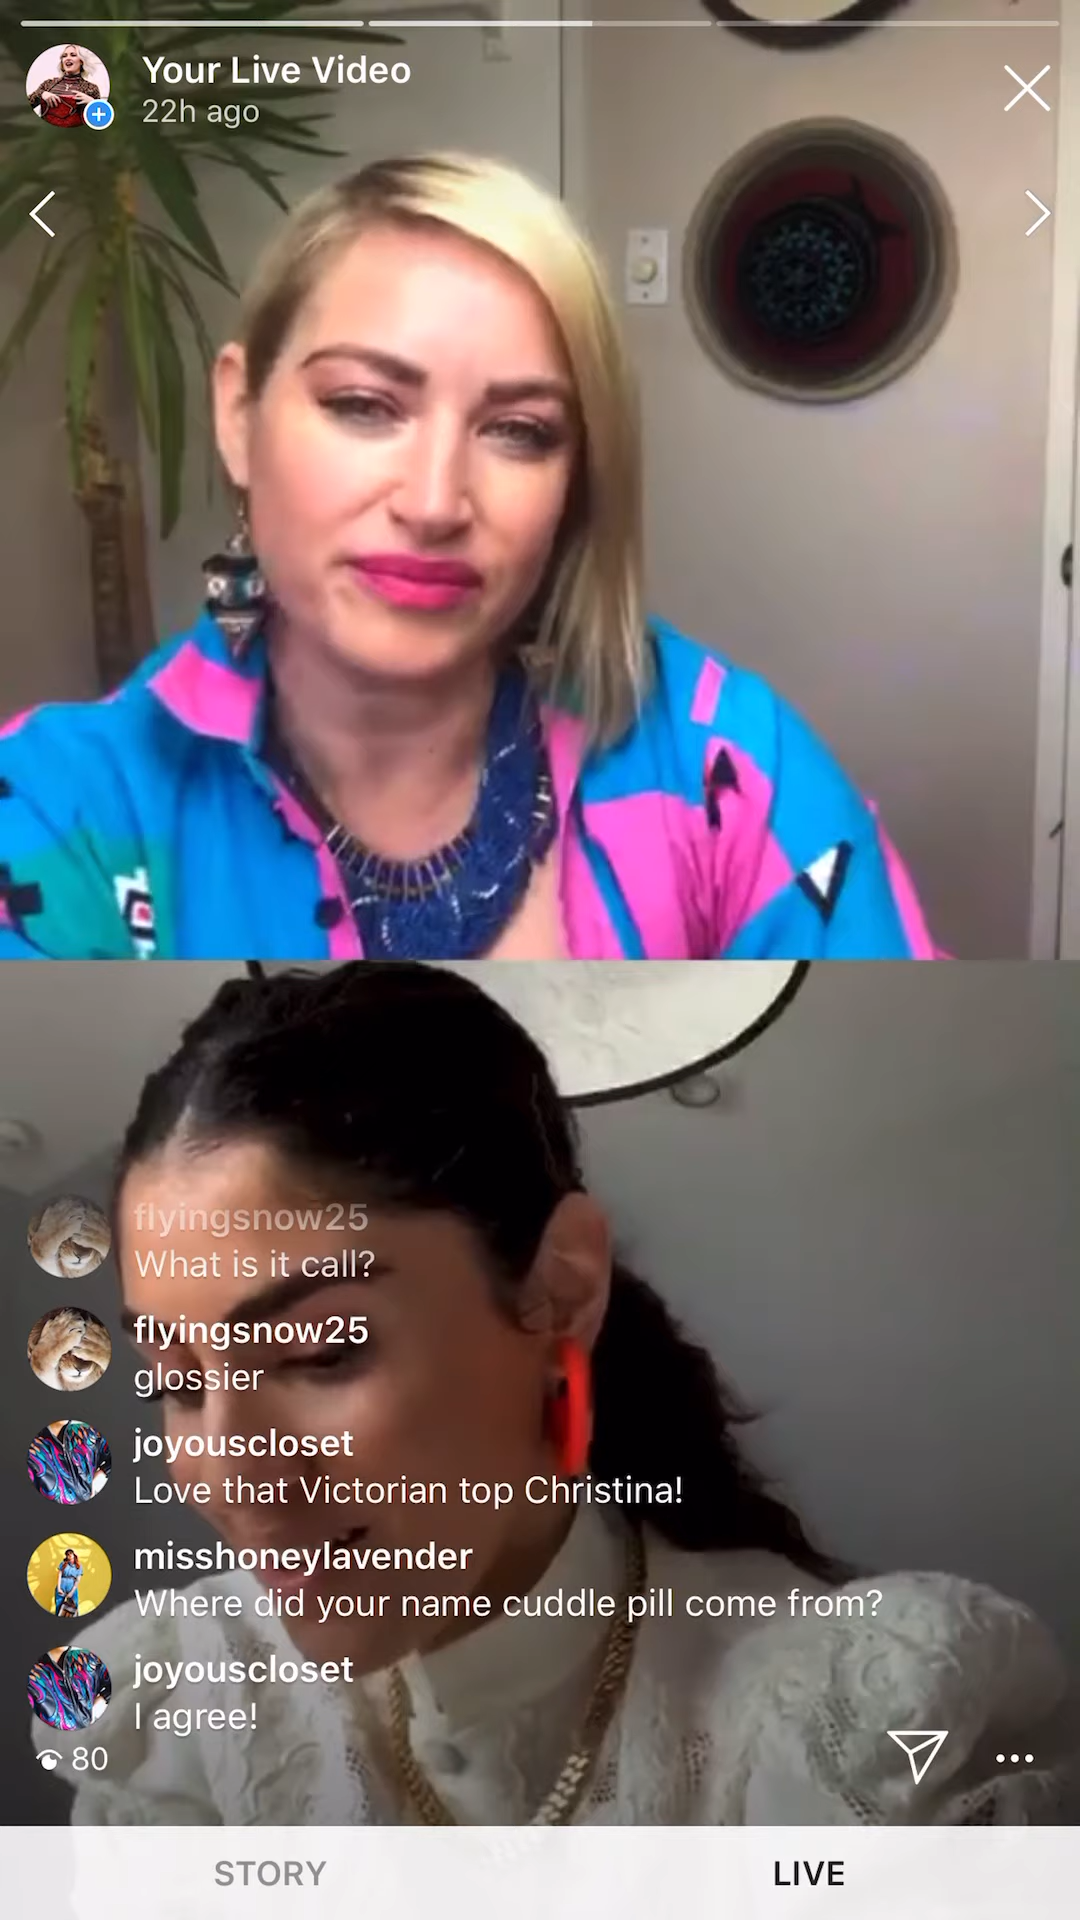 Your Live Video
22h ago
flyingsnow25
What is it call?
flyingsnow25
glossier
joyouscloset
Love that Victorian top Christina!
misshoneylavender
Where did your name cuddle pill come from?
joyouscloset
I agree!
80
STORY
LIVE